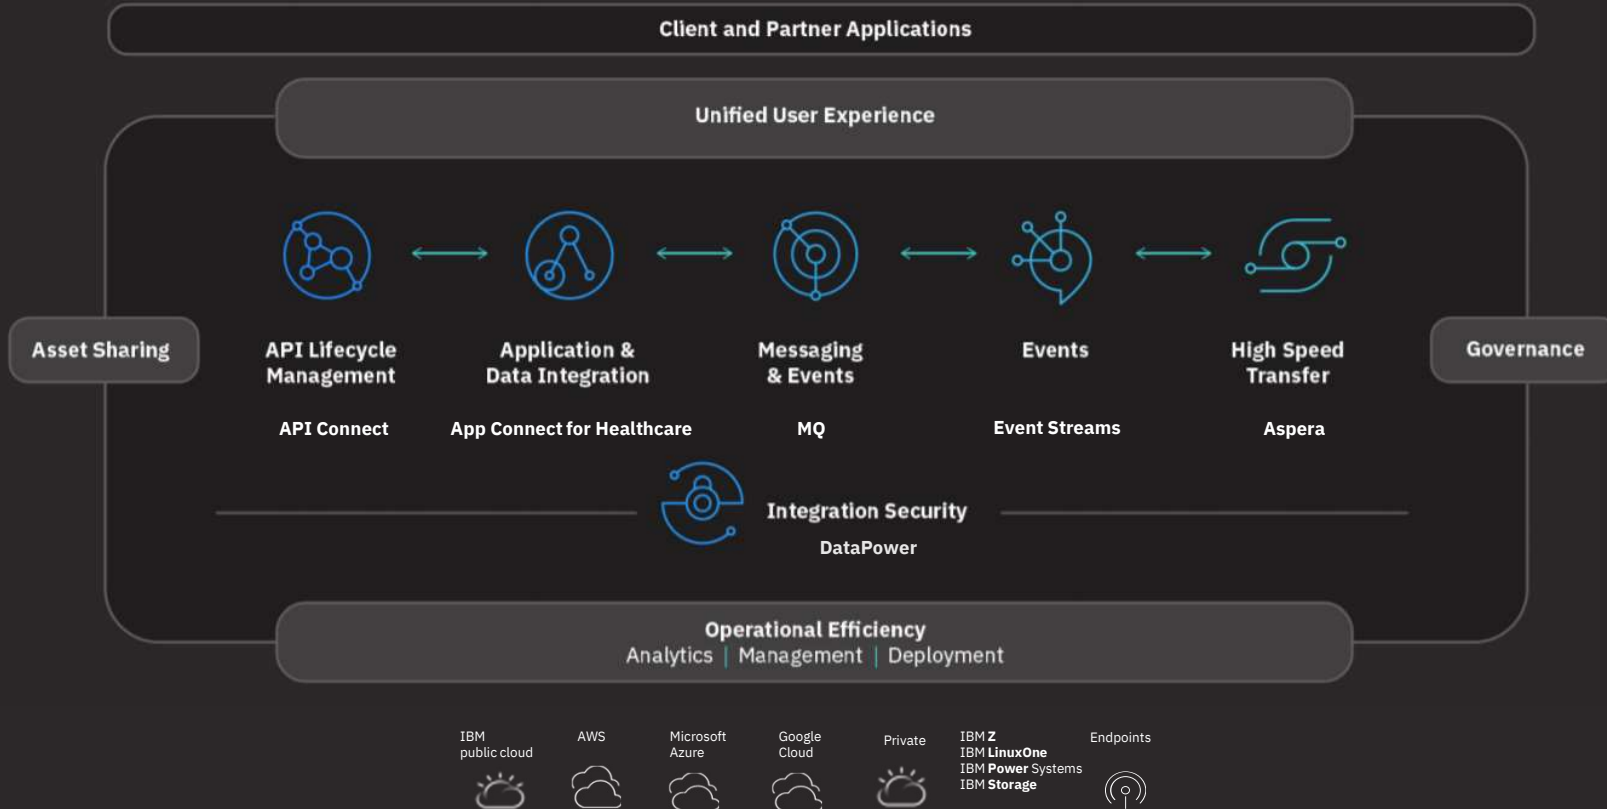 Client and Partner Applications
Unified User Experience
Asset Sharing
API Lifecycle
Management
API Connect
Application &
Data Integration
App Connect for Healthcare
Messaging
& Events
MQ
Events
Event Streams
High Speed
Transfer
Aspera
Governance
Integration Security
DataPower
Operational Efficiency
Analytics | Management | Deployment
IBM
public cloud
AWS
Microsoft
Azure
Google
Cloud
Private
IBM Z
IBM LinuxOne
IBM Power Systems
IBM Storage
Endpoints